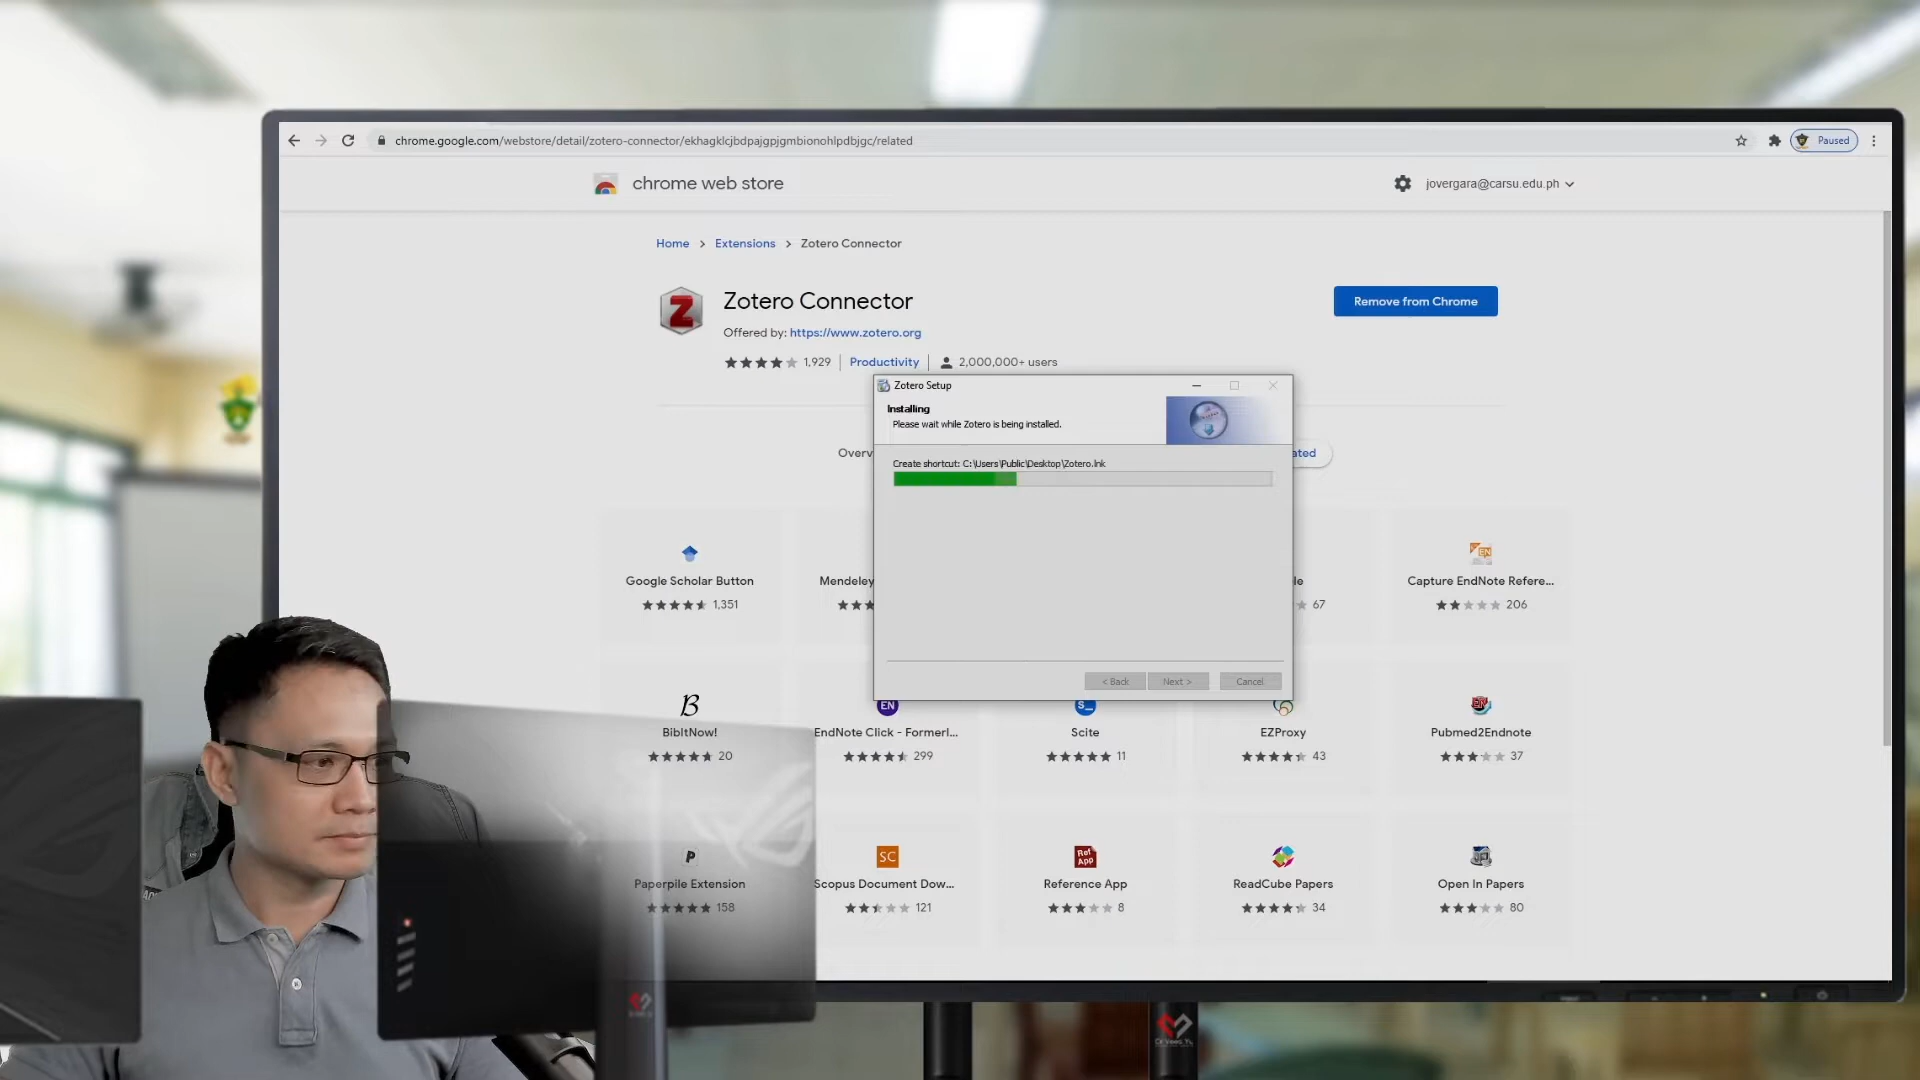 chrome.google.com/webstore/detail/zotero-connector/ekhagklcjbdpajgpjgmbionohlpdbjgc/related
Paused
chrome web store
jovergara@carsu.edu.ph
Home > Extensions > Zotero Connector
Zotero Connector
Remove from Chrome
Offered by: https://www.zotero.org
1,929 Productivity 2,000,000+ users
Zotero Setup
Installing
Please wait while Zotero is being installed.
Overv
ated
Create shortcut: C:\Users\Public\Desktop\Zotero.lnk
< Back Next > Cancel
Google Scholar Button
1,351
Mendeley
le
67
Capture EndNote Refere...
206
BibItNow!
20
EN
EndNote Click - Formerl...
299
Scite
11
EZProxy
43
Pubmed2Endnote
37
Paperpile Extension
158
SC
Scopus Document Dow...
121
Ref App
Reference App
8
ReadCube Papers
34
Open In Papers
80